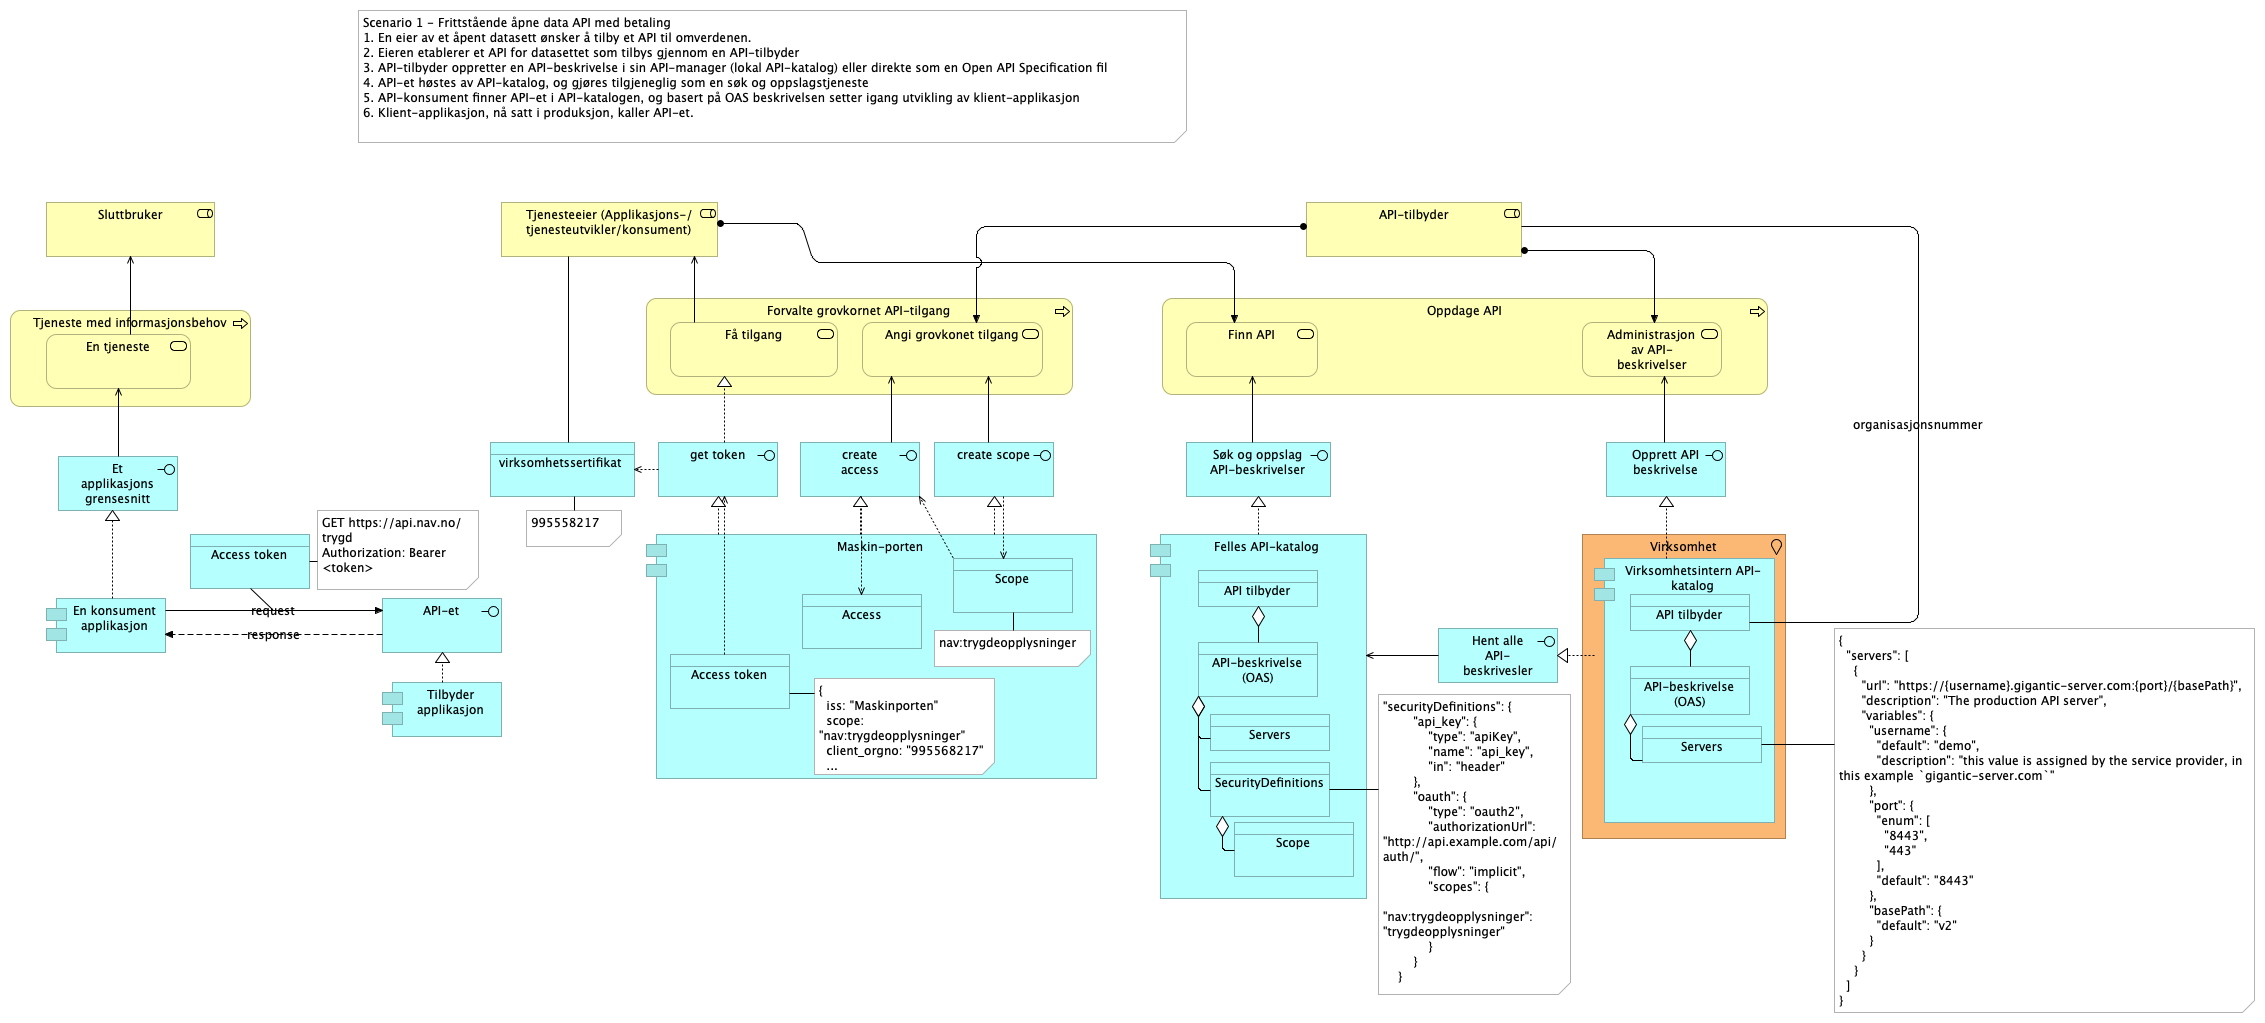 Scenario 1 - Frittstående åpne data API med betaling
1. En eier av et åpent datasett ønsker å tilby et API til omverdenen.
2. Eieren etablerer et API for datasettet som tilbys gjennom en API-tilbyder
3. API-tilbyder oppretter en API-beskrivelse i sin API-manager (lokal API-katalog) eller direkte som en Open API Specification fil
4. API-et høstes av API-katalog, og gjøres tilgjeneglig som en søk og oppslagstjeneste
5. API-konsument finner API-et i API-katalogen, og basert på OAS beskrivelsen setter igang utvikling av klient-applikasjon
6. Klient-applikasjon, nå satt i produksjon, kaller API-et.
Sluttbruker
Tjenesteeier (Applikasjons-/
tjenesteutvikler/konsument)
API-tilbyder
Tjeneste med informasjonsbehov
En tjeneste
Forvalte grovkornet API-tilgang
Få tilgang
Angi grovkonet tilgang
Oppdage API
Finn API
Administrasjon
av API-
beskrivelser
organisasjonsnummer
Et
applikasjons
grensesnitt
virksomhetssertifikat
995558217
get token
create
access
create scope
Søk og oppslag
API-beskrivelser
Opprett API
beskrivelse
Access token
GET https://api.nav.no/
trygd
Authorization: Bearer
<token>
En konsument
applikasjon
request
response
API-et
Tilbyder
applikasjon
Maskin-porten
Scope
Access
nav:trygdeopplysninger
Access token
{
iss: "Maskinporten"
scope:
"nav:trygdeopplysninger"
client_orgno: "995568217"
...
Felles API-katalog
API tilbyder
API-beskrivelse
(OAS)
Servers
SecurityDefinitions
Scope
Hent alle
API-
beskrivesler
"securityDefinitions": {
"api_key": {
"type": "apiKey",
"name": "api_key",
"in": "header"
},
"oauth": {
"type": "oauth2",
"authorizationUrl":
"http://api.example.com/api/
auth/",
"flow": "implicit",
"scopes": {
"nav:trygdeopplysninger":
"trygdeopplysninger"
}
}
}
Virksomhet
Virksomhetsintern API-
katalog
API tilbyder
API-beskrivelse
(OAS)
Servers
{
"servers": [
{
"url": "https://{username}.gigantic-server.com:{port}/{basePath}",
"description": "The production API server",
"variables": {
"username": {
"default": "demo",
"description": "this value is assigned by the service provider, in
this example `gigantic-server.com`"
},
"port": {
"enum": [
"8443",
"443"
],
"default": "8443"
},
"basePath": {
"default": "v2"
}
}
}
]
}